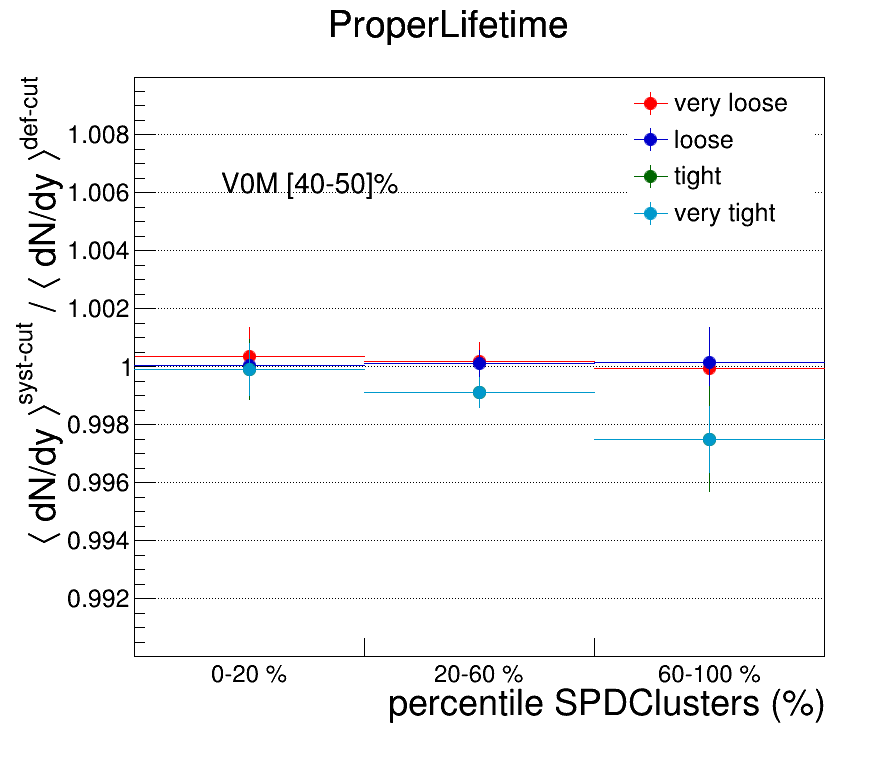 ProperLifetime
⟨ dN/dy ⟩^syst-cut / ⟨ dN/dy ⟩^def-cut
very loose
loose
tight
very tight
V0M [40-50]%
1.008
1.006
1.004
1.002
1
0.998
0.996
0.994
0.992
0-20 %
20-60 %
60-100 %
percentile SPDClusters (%)